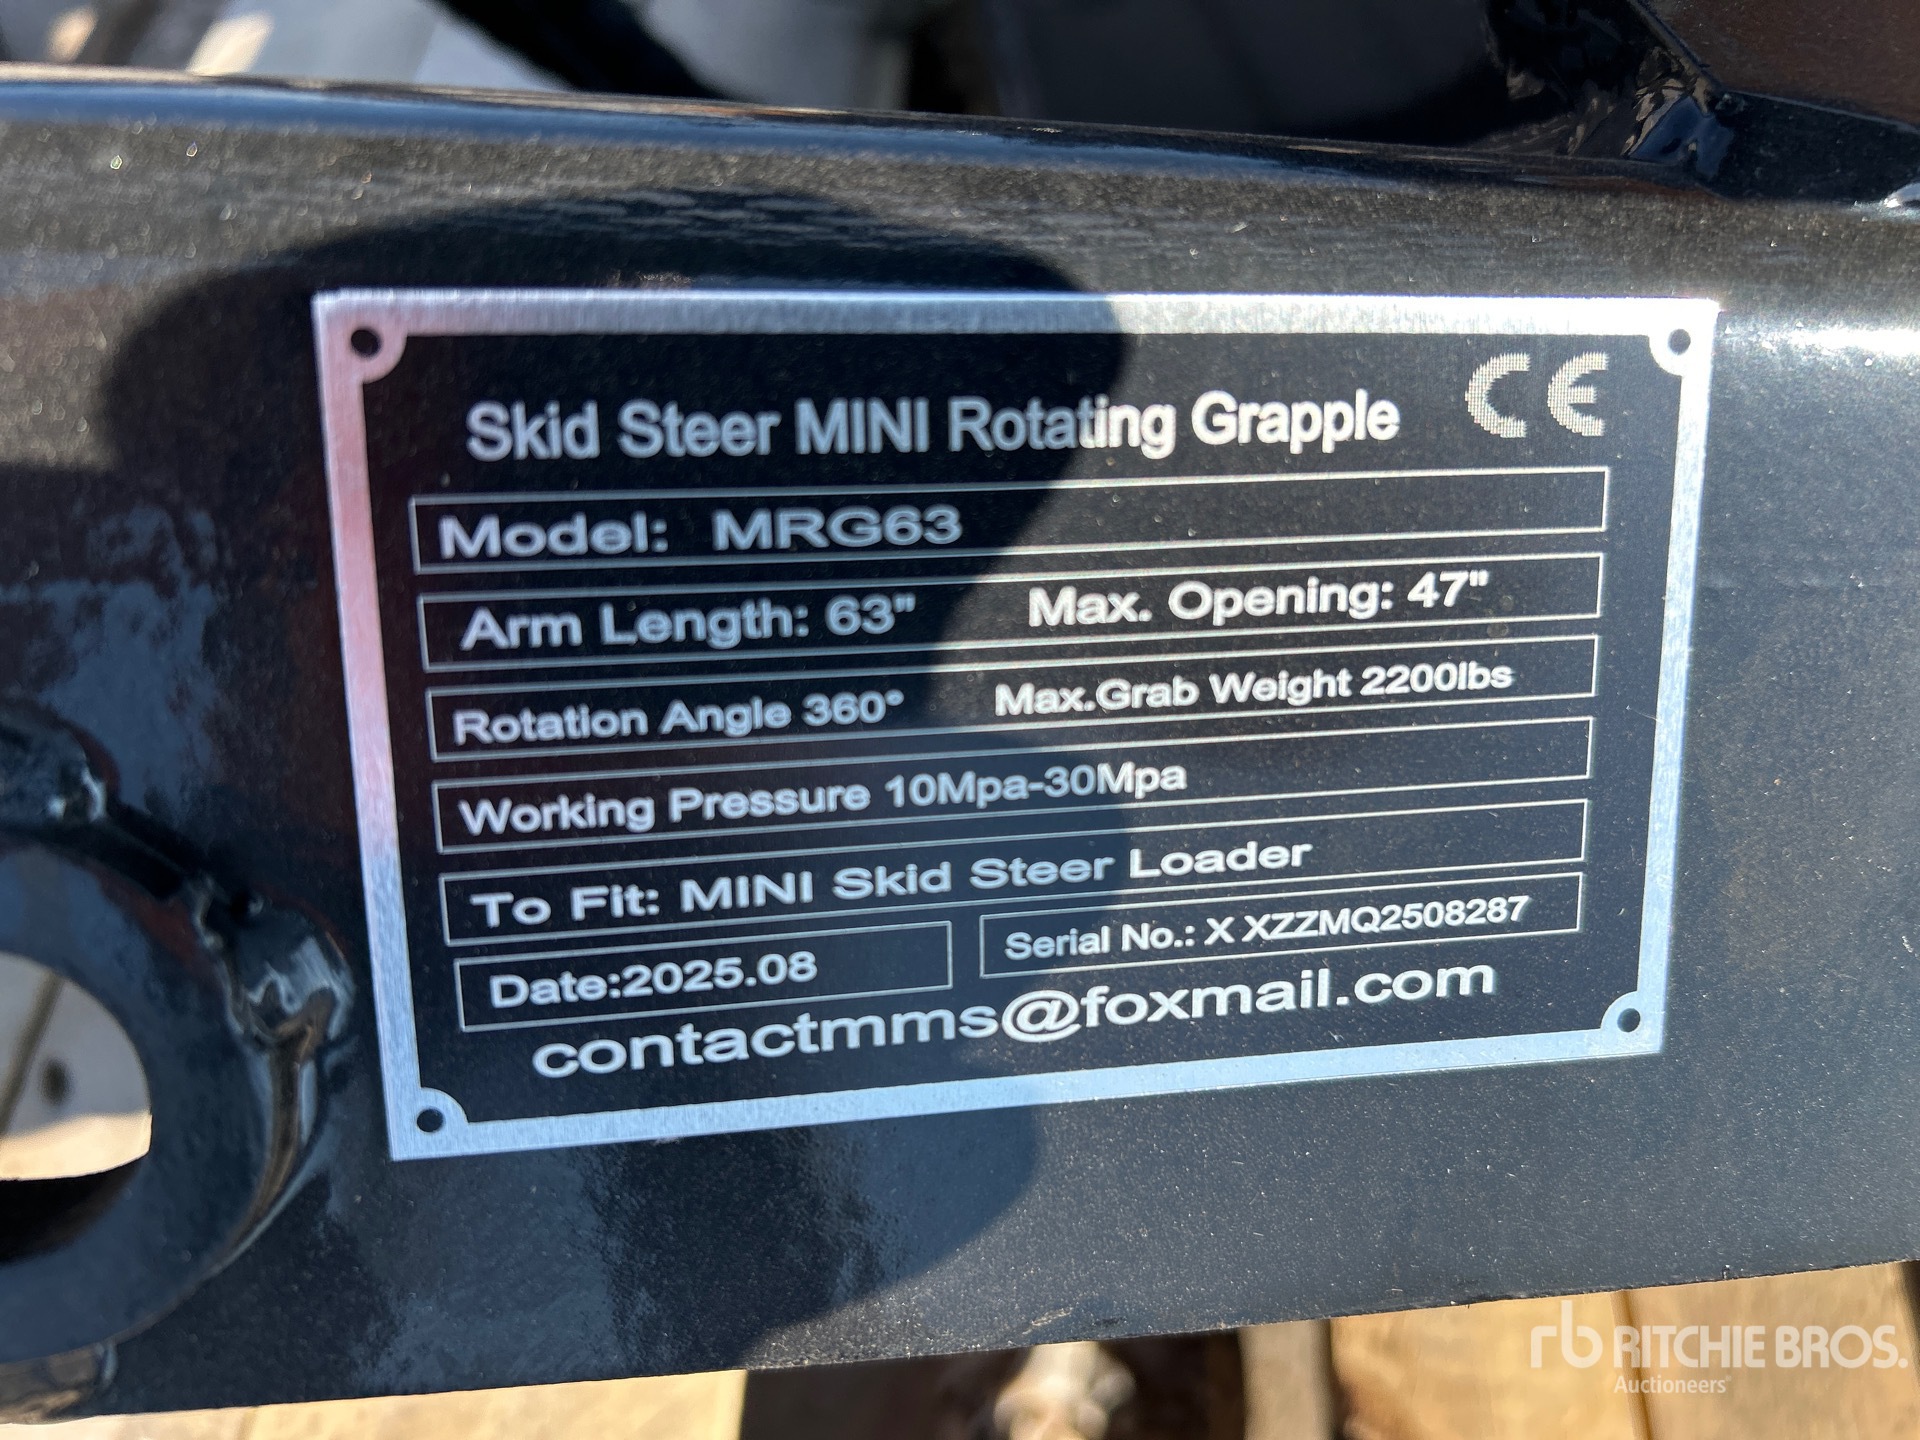 Skid Steer MINI Rotating Grapple CE
Model: MRG63
Arm Length: 63" Max. Opening: 47"
Rotation Angle 360° Max.Grab Weight 2200lbs
Working Pressure 10Mpa-30Mpa
To Fit: MINI Skid Steer Loader
Date:2025.08 Serial No.: X XZZMQ2508287
contactmms@foxmail.com
rb RITCHIE BROS.
Auctioneers